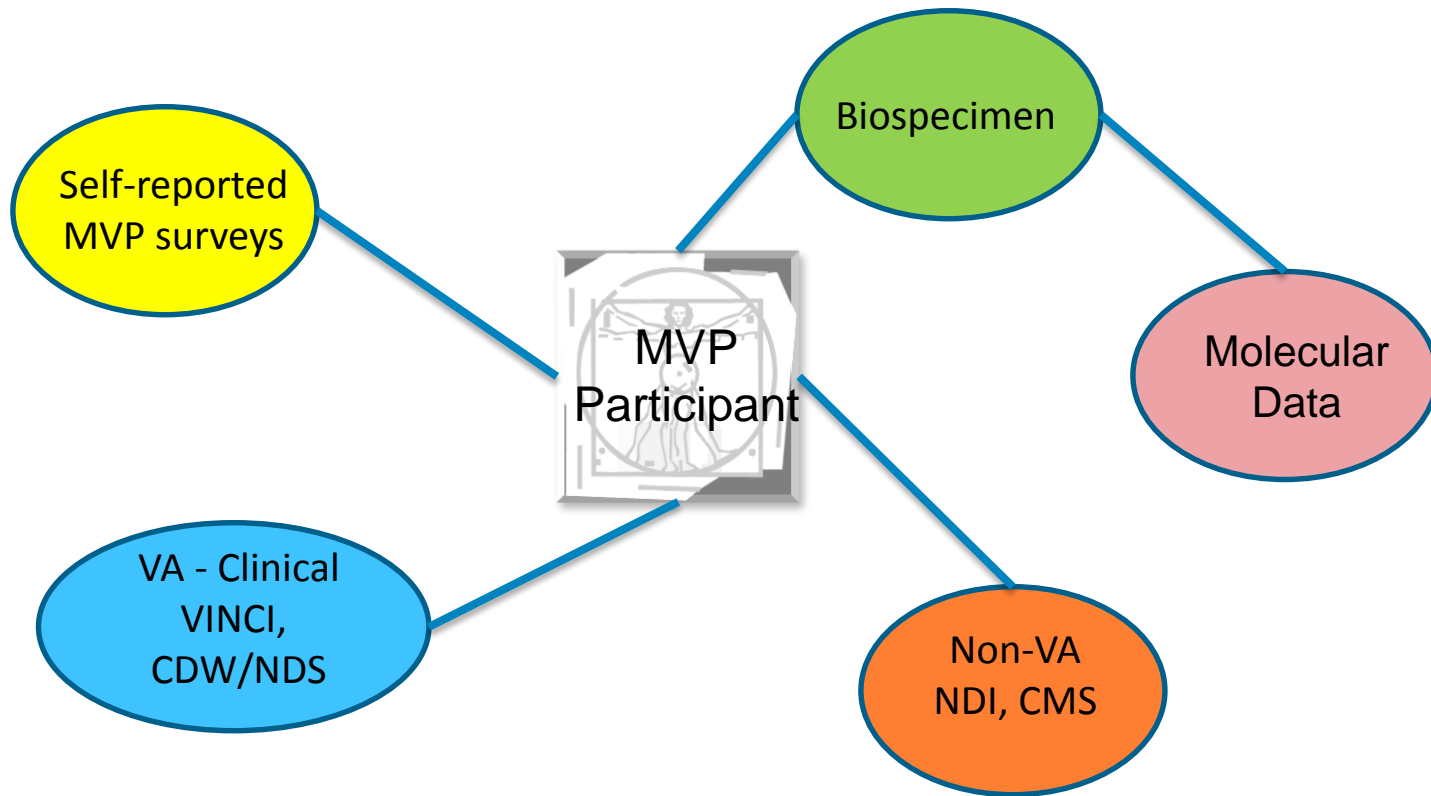 Biospecimen
Self-reported
MVP surveys
MVP
Participant
Molecular
Data
VA - Clinical
VINCI,
CDW/NDS
Non-VA
NDI, CMS